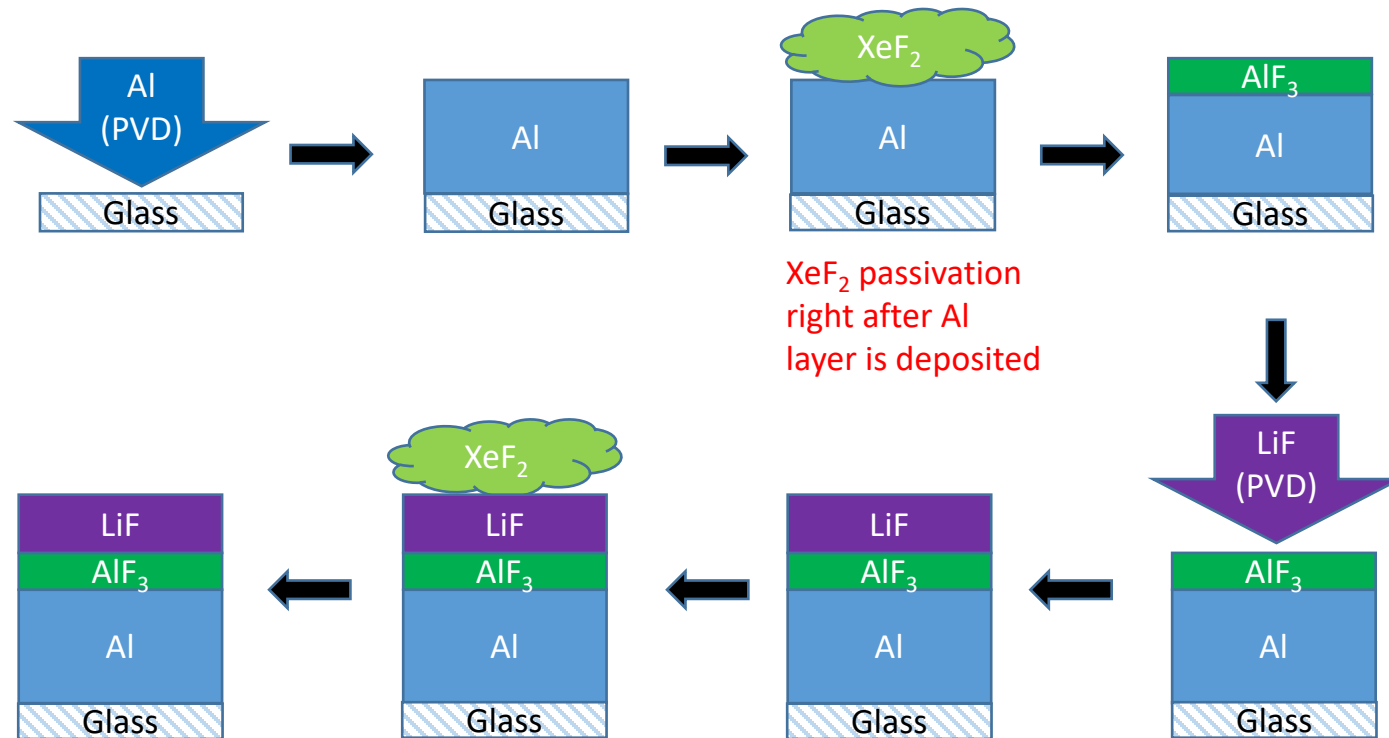 Al
(PVD)
Glass
Al
Glass
XeF₂
Al
Glass
AlF₃
Al
Glass
XeF₂ passivation
right after Al
layer is deposited
LiF
(PVD)
AlF₃
Al
Glass
LiF
AlF₃
Al
Glass
XeF₂
LiF
AlF₃
Al
Glass
LiF
AlF₃
Al
Glass